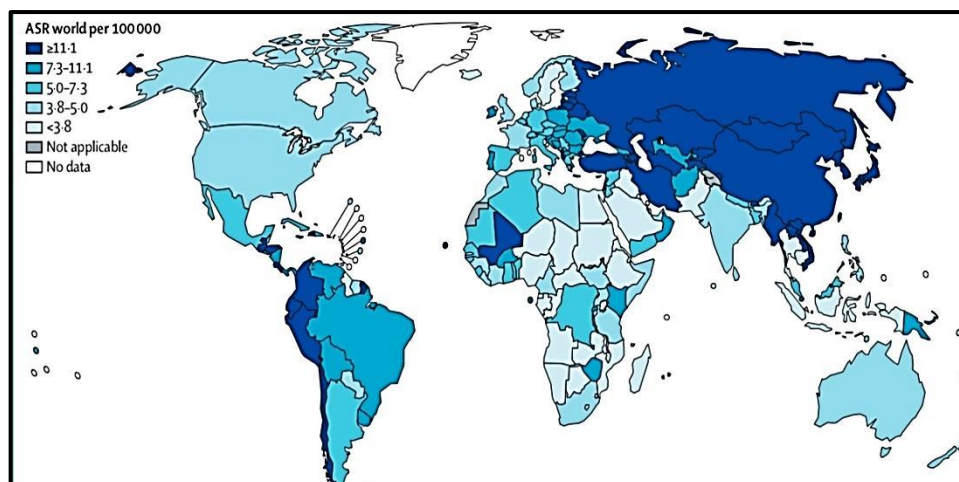 ASR world per 100 000
≥11·1
7·3–11·1
5·0–7·3
3·8–5·0
<3·8
Not applicable
No data